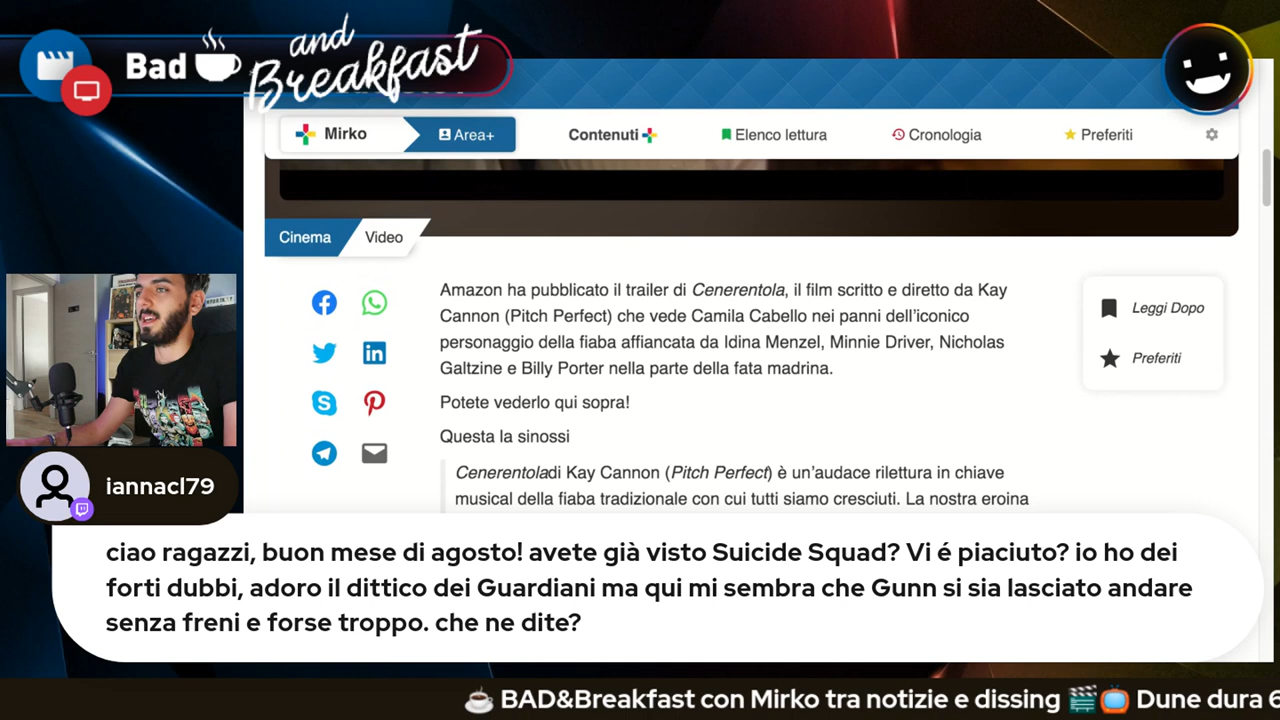 Bad and Breakfast
Mirko
Area+
Contenuti
Elenco lettura
Cronologia
Preferiti
Cinema
Video
Amazon ha pubblicato il trailer di Cenerentola, il film scritto e diretto da Kay
Cannon (Pitch Perfect) che vede Camila Cabello nei panni dell'iconico
personaggio della fiaba affiancata da Idina Menzel, Minnie Driver, Nicholas
Galtzine e Billy Porter nella parte della fata madrina.
Potete vederlo qui sopra!
Questa la sinossi
Cenerentoladi Kay Cannon (Pitch Perfect) è un'audace rilettura in chiave
musical della fiaba tradizionale con cui tutti siamo cresciuti. La nostra eroina
Leggi Dopo
Preferiti
iannacl79
ciao ragazzi, buon mese di agosto! avete già visto Suicide Squad? Vi é piaciuto? io ho dei
forti dubbi, adoro il dittico dei Guardiani ma qui mi sembra che Gunn si sia lasciato andare
senza freni e forse troppo. che ne dite?
☕ BAD&Breakfast con Mirko tra notizie e dissing 🎬📺 Dune dura 6